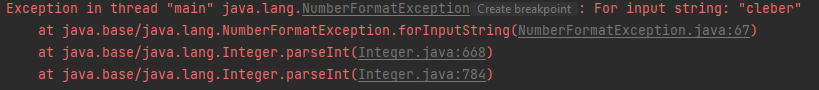 Exception in thread "main" java.lang.NumberFormatException Create breakpoint : For input string: "cleber"
at java.base/java.lang.NumberFormatException.forInputString(NumberFormatException.java:67)
at java.base/java.lang.Integer.parseInt(Integer.java:668)
at java.base/java.lang.Integer.parseInt(Integer.java:784)